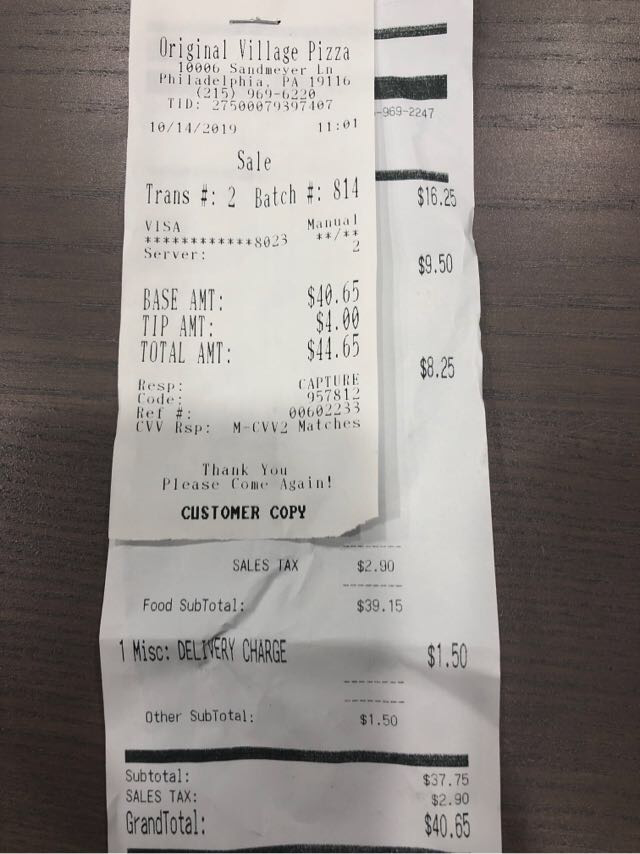 Original Village Pizza
10006 Sandmeyer Ln
Philadelphia, PA 19116
(215) 969-6220
TID: 27500079397407
10/14/2019 11:01
Sale
Trans #: 2 Batch #: 814
VISA Manual
************8023 **/**
Server: 2
BASE AMT: $40.65
TIP AMT: $4.00
TOTAL AMT: $44.65
Resp: CAPTURE
Code: 957812
Ref #: 00602233
CVV Rsp: M-CVV2 Matches
Thank You
Please Come Again!
CUSTOMER COPY
-969-2247
$16.25
$9.50
$8.25
SALES TAX $2.90
Food SubTotal: $39.15
1 Misc: DELIVERY CHARGE $1.50
Other SubTotal: $1.50
Subtotal: $37.75
SALES TAX: $2.90
GrandTotal: $40.65